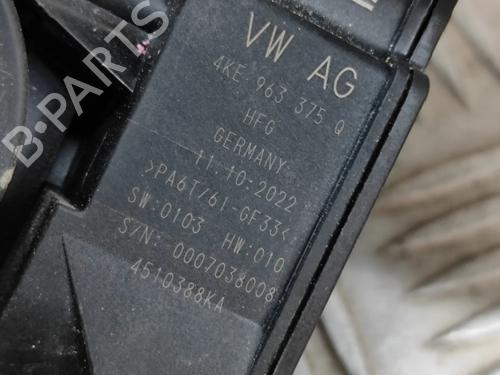 VW AG
4KE 963 375 Q
HFG
GERMANY
11.10.2022
>PA6T/6I-GF33<
SW:0103 HW:010
S/N: 0007038008
4510388KA
B-PARTS